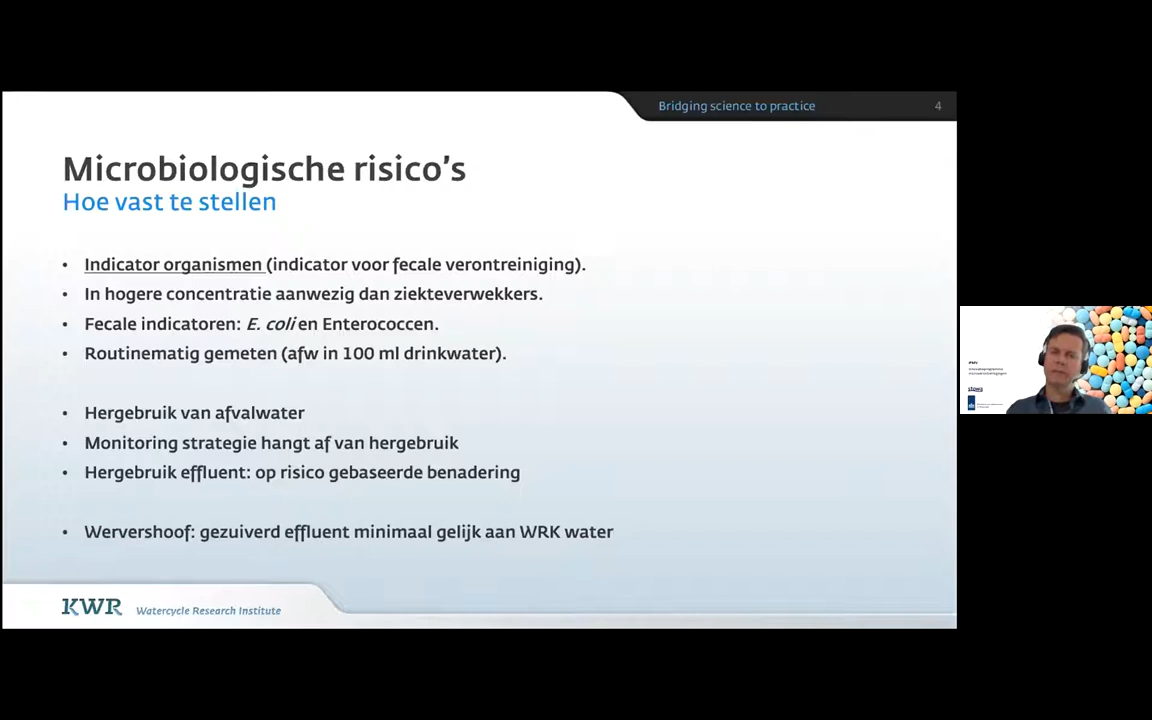 Bridging science to practice 4
Microbiologische risico's
Hoe vast te stellen
• Indicator organismen (indicator voor fecale verontreiniging).
• In hogere concentratie aanwezig dan ziekteverwekkers.
• Fecale indicatoren: E. coli en Enterococcen.
• Routinematig gemeten (afw in 100 ml drinkwater).
• Hergebruik van afvalwater
• Monitoring strategie hangt af van hergebruik
• Hergebruik effluent: op risico gebaseerde benadering
• Wervershoof: gezuiverd effluent minimaal gelijk aan WRK water
KWR Watercycle Research Institute
stowa